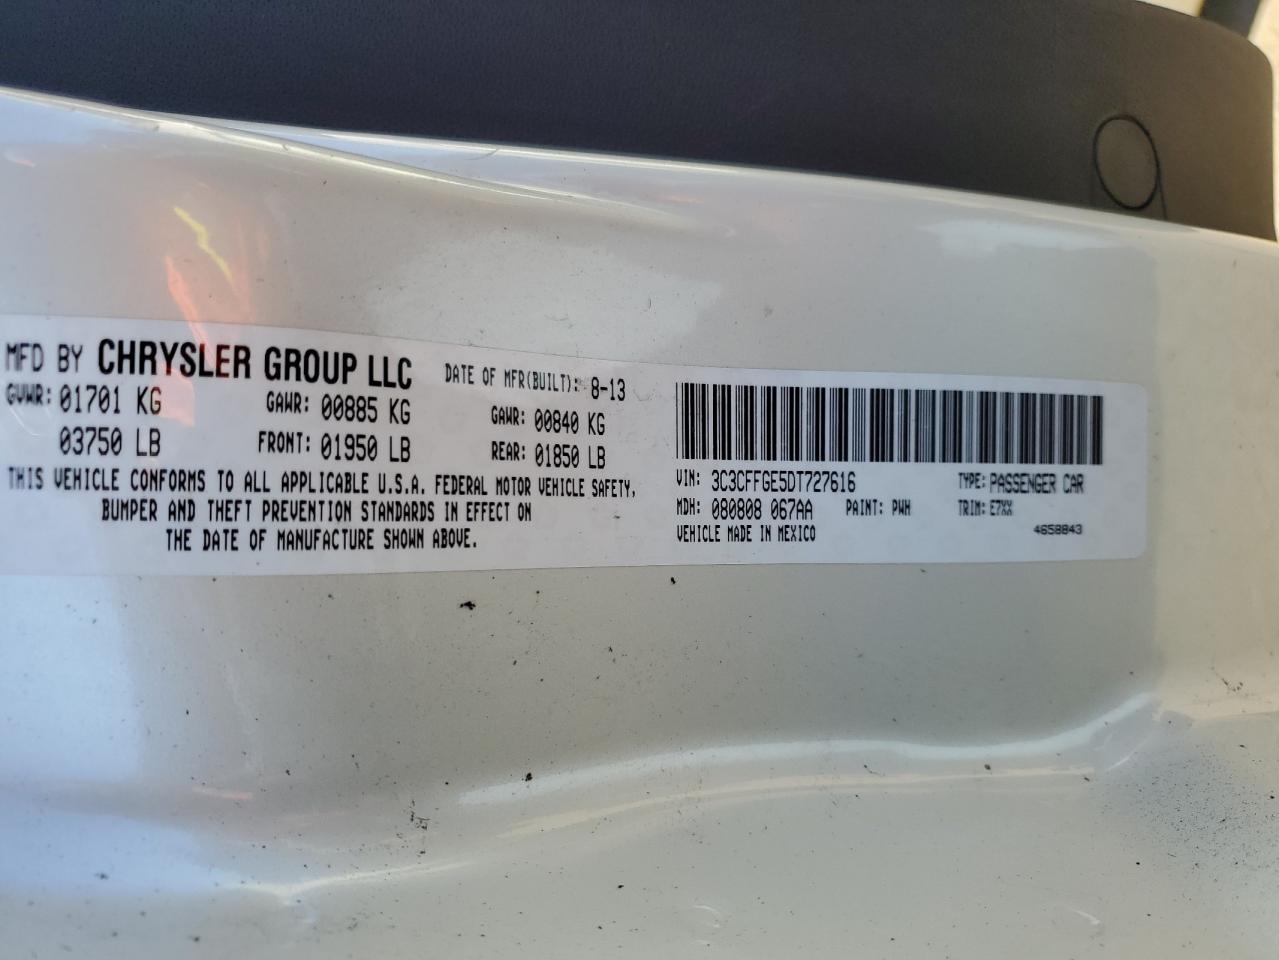 MFD BY CHRYSLER GROUP LLC DATE OF MFR(BUILT): 8-13
GVWR: 01701 KG GAWR: 00885 KG GAWR: 00840 KG
03750 LB FRONT: 01950 LB REAR: 01850 LB
THIS VEHICLE CONFORMS TO ALL APPLICABLE U.S.A. FEDERAL MOTOR VEHICLE SAFETY,
BUMPER AND THEFT PREVENTION STANDARDS IN EFFECT ON
THE DATE OF MANUFACTURE SHOWN ABOVE.
VIN: 3C3CFFGE5DT727616 TYPE: PASSENGER CAR
MDH: 080808 067AA PAINT: PWH TRIM: E7XX
VEHICLE MADE IN MEXICO 4658843